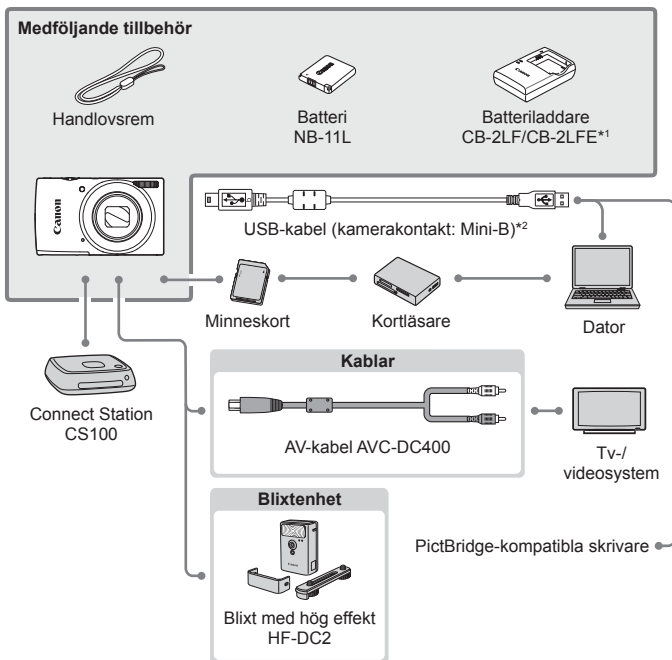 Medföljande tillbehör
Handlovsrem
Batteri
NB-11L
Batteriladdare
CB-2LF/CB-2LFE*1
Canon
USB-kabel (kamerakontakt: Mini-B)*2
Minneskort
Kortläsare
Dator
Connect Station
CS100
Kablar
AV-kabel AVC-DC400
Tv-/
videosystem
Blixtenhet
Blixt med hög effekt
HF-DC2
PictBridge-kompatibla skrivare